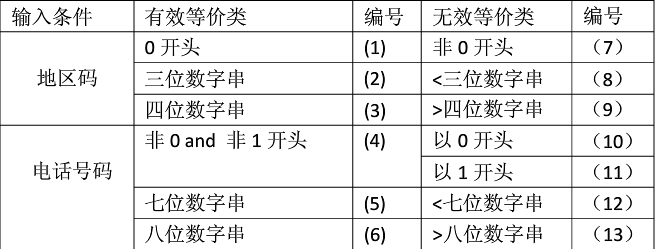 输入条件 有效等价类 编号 无效等价类 编号
地区码 0 开头 (1) 非 0 开头 （7）
三位数字串 (2) <三位数字串 （8）
四位数字串 (3) >四位数字串 （9）
电话号码 非 0 and 非 1 开头 (4) 以 0 开头 （10）
以 1 开头 （11）
七位数字串 (5) <七位数字串 （12）
八位数字串 (6) >八位数字串 （13）